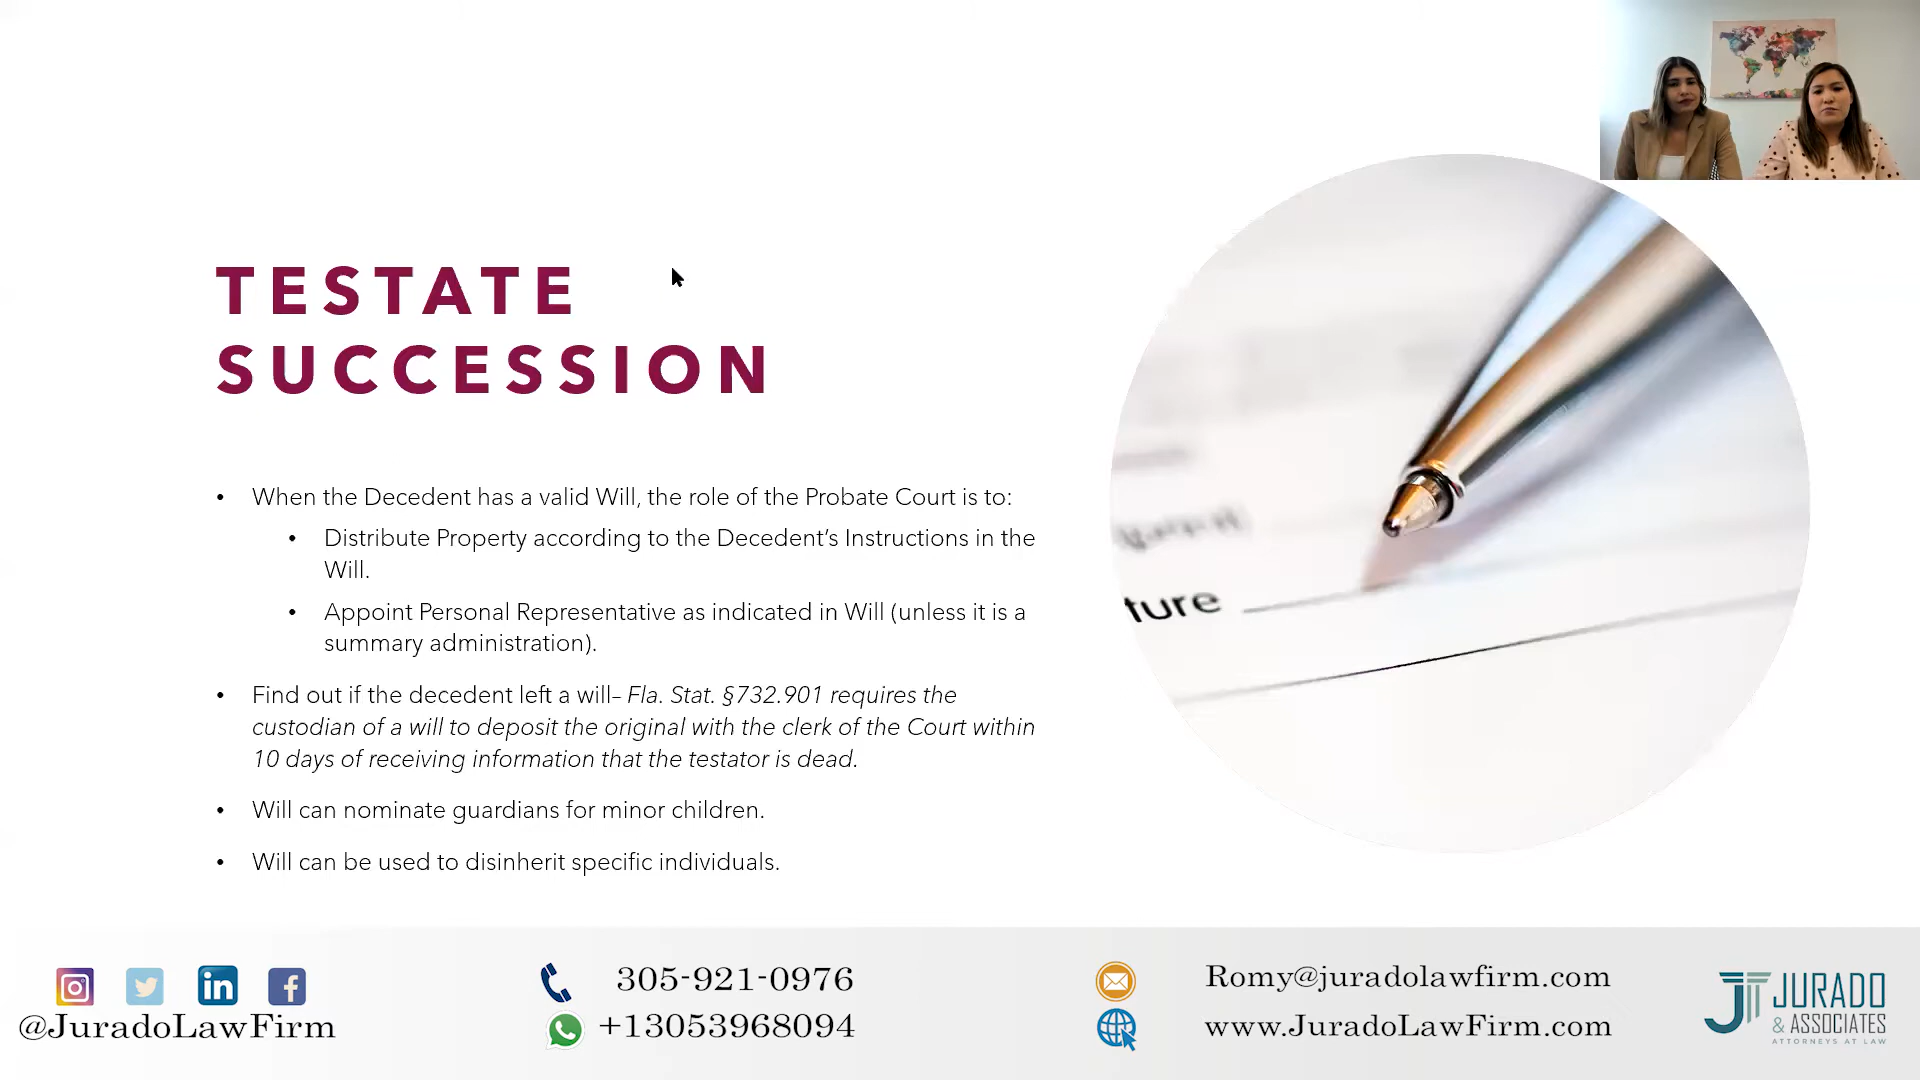 TESTATE
SUCCESSION
• When the Decedent has a valid Will, the role of the Probate Court is to:
• Distribute Property according to the Decedent’s Instructions in the
Will.
• Appoint Personal Representative as indicated in Will (unless it is a
summary administration).
• Find out if the decedent left a will– Fla. Stat. §732.901 requires the
custodian of a will to deposit the original with the clerk of the Court within
10 days of receiving information that the testator is dead.
• Will can nominate guardians for minor children.
• Will can be used to disinherit specific individuals.
ture
@JuradoLawFirm
305-921-0976
+13053968094
Romy@juradolawfirm.com
www.JuradoLawFirm.com
JURADO
& ASSOCIATES
ATTORNEYS AT LAW